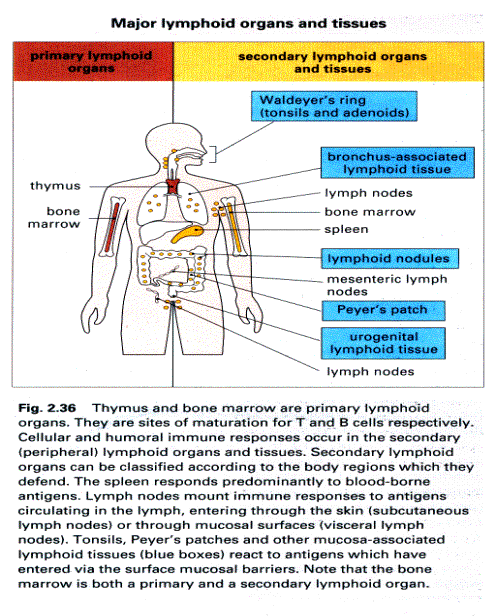 Major lymphoid organs and tissues
primary lymphoid
organs
secondary lymphoid organs
and tissues
Waldeyer's ring
(tonsils and adenoids)
bronchus-associated
lymphoid tissue
thymus
lymph nodes
bone
marrow
bone marrow
spleen
lymphoid nodules
mesenteric lymph
nodes
Peyer's patch
urogenital
lymphoid tissue
lymph nodes
Fig. 2.36 Thymus and bone marrow are primary lymphoid
organs. They are sites of maturation for T and B cells respectively.
Cellular and humoral immune responses occur in the secondary
(peripheral) lymphoid organs and tissues. Secondary lymphoid
organs can be classified according to the body regions which they
defend. The spleen responds predominantly to blood-borne
antigens. Lymph nodes mount immune responses to antigens
circulating in the lymph, entering through the skin (subcutaneous
lymph nodes) or through mucosal surfaces (visceral lymph
nodes). Tonsils, Peyer's patches and other mucosa-associated
lymphoid tissues (blue boxes) react to antigens which have
entered via the surface mucosal barriers. Note that the bone
marrow is both a primary and a secondary lymphoid organ.